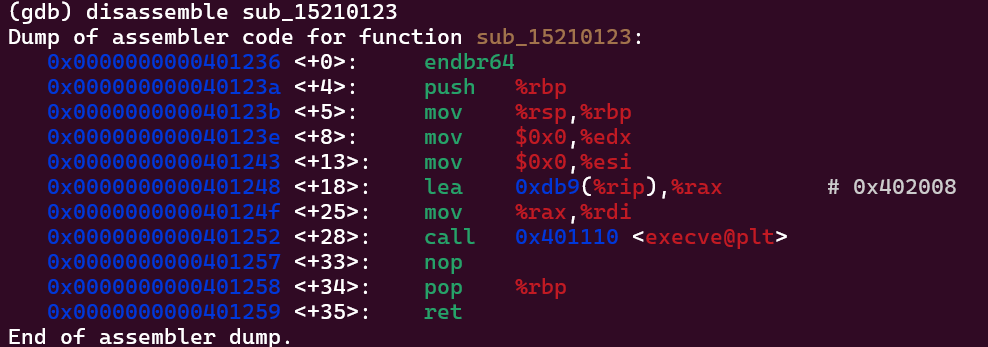 (gdb) disassemble sub_15210123
Dump of assembler code for function sub_15210123:
   0x0000000000401236 <+0>:     endbr64
   0x000000000040123a <+4>:     push   %rbp
   0x000000000040123b <+5>:     mov    %rsp,%rbp
   0x000000000040123e <+8>:     mov    $0x0,%edx
   0x0000000000401243 <+13>:    mov    $0x0,%esi
   0x0000000000401248 <+18>:    lea    0xdb9(%rip),%rax        # 0x402008
   0x000000000040124f <+25>:    mov    %rax,%rdi
   0x0000000000401252 <+28>:    call   0x401110 <execve@plt>
   0x0000000000401257 <+33>:    nop
   0x0000000000401258 <+34>:    pop    %rbp
   0x0000000000401259 <+35>:    ret
End of assembler dump.